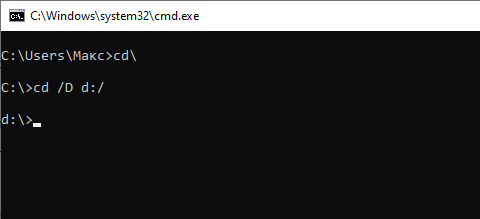 C:\Windows\system32\cmd.exe
C:\Users\Макс>cd\
C:\>cd /D d:/
d:\>